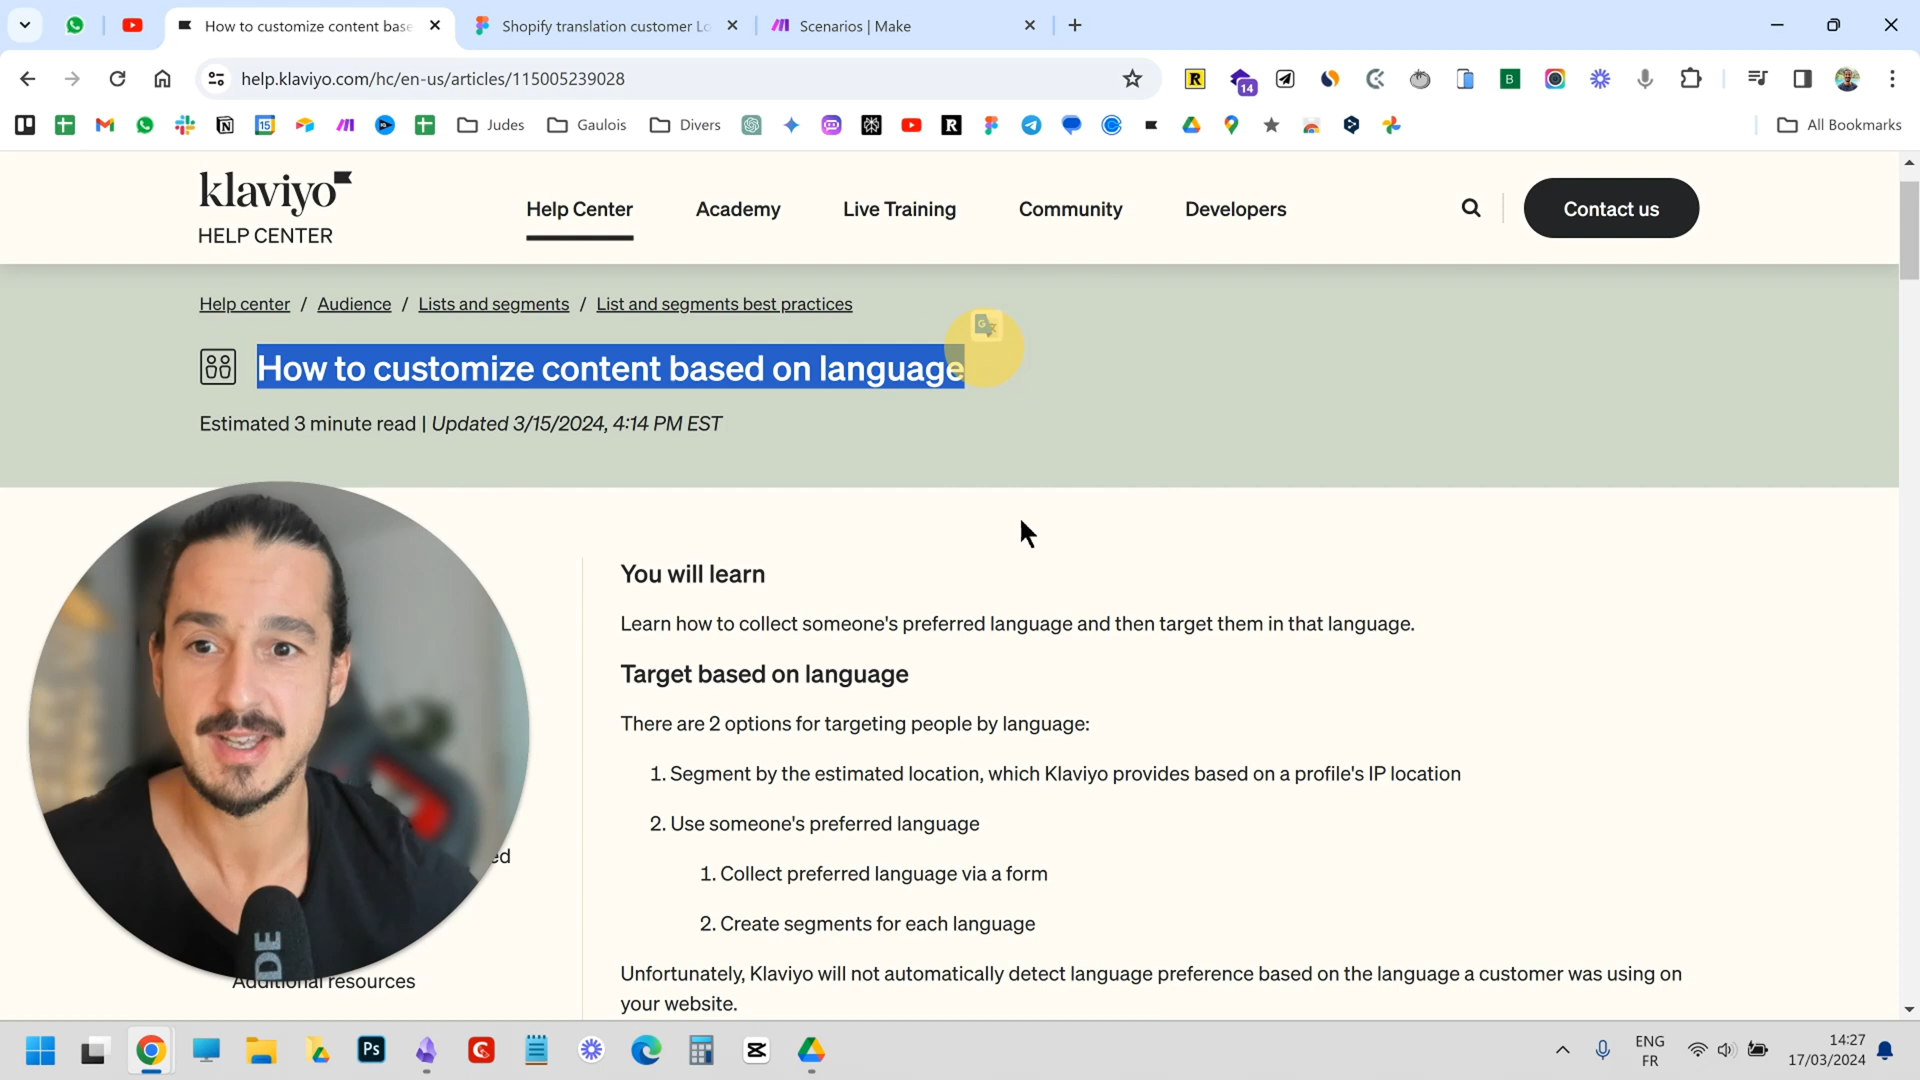 How to customize content base
Shopify translation customer Lo
Scenarios | Make
help.klaviyo.com/hc/en-us/articles/115005239028
14
15
Judes
Gaulois
Divers
All Bookmarks
klaviyo
HELP CENTER
Help Center
Academy
Live Training
Community
Developers
Contact us
Help center / Audience / Lists and segments / List and segments best practices
How to customize content based on language
Estimated 3 minute read | Updated 3/15/2024, 4:14 PM EST
You will learn
Learn how to collect someone's preferred language and then target them in that language.
Target based on language
There are 2 options for targeting people by language:
1. Segment by the estimated location, which Klaviyo provides based on a profile's IP location
2. Use someone's preferred language
1. Collect preferred language via a form
2. Create segments for each language
Unfortunately, Klaviyo will not automatically detect language preference based on the language a customer was using on
your website.
ed
Additional resources
DE
Ps
ENG
FR
14:27
17/03/2024